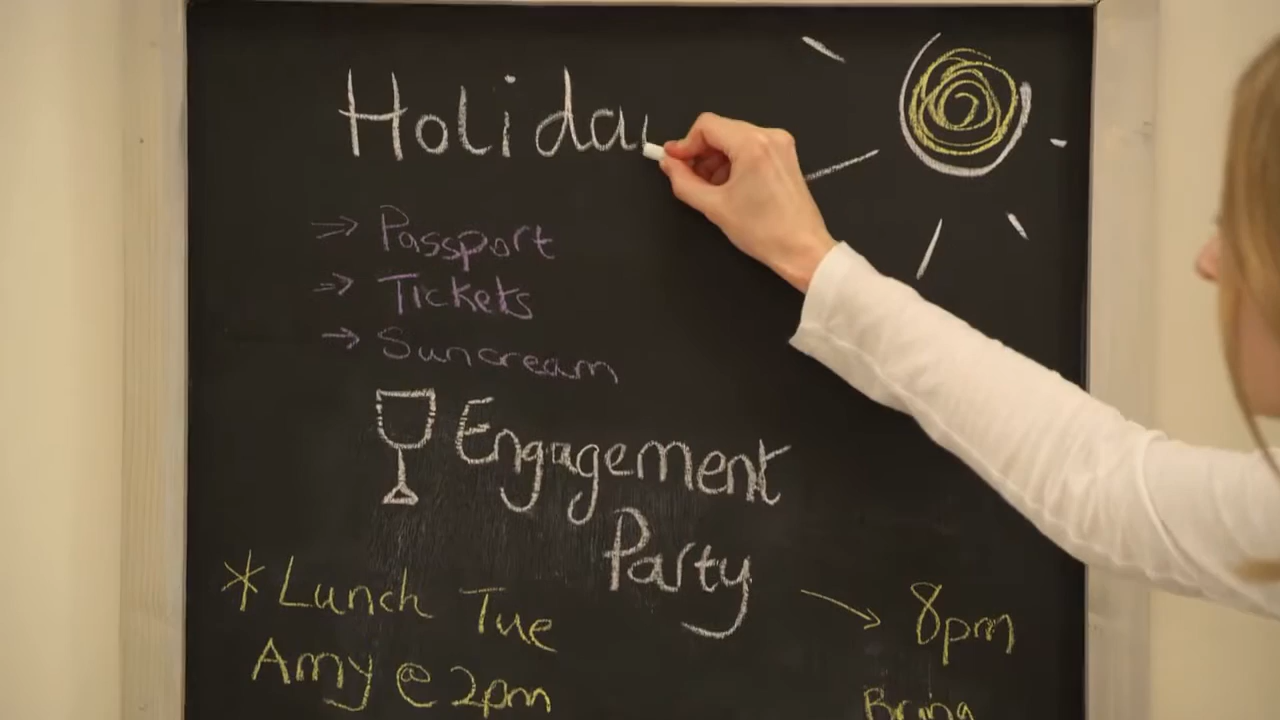 Holiday
→ Passport
→ Tickets
→ Suncream
Engagement
Party
* Lunch Tue
Amy @ 2pm
→ 8pm
Bring